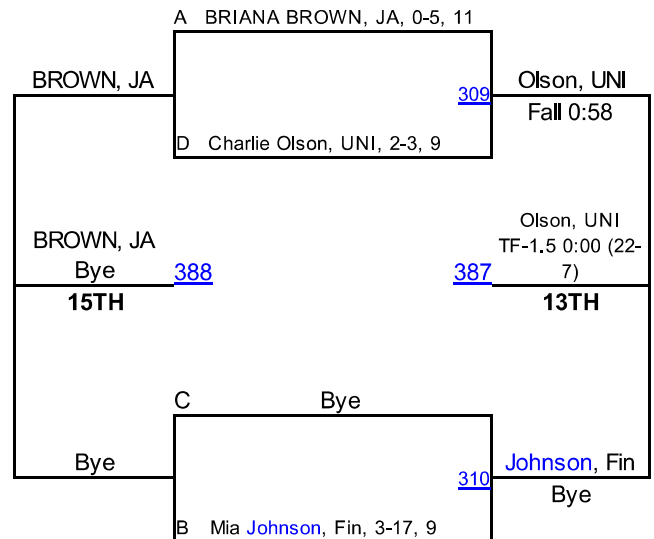 A BRIANA BROWN, JA, 0-5, 11
BROWN, JA
309
Olson, UNI
Fall 0:58
D Charlie Olson, UNI, 2-3, 9
BROWN, JA
Bye
388
15TH
387
Olson, UNI
TF-1.5 0:00 (22-
7)
13TH
C Bye
Bye
310
Johnson, Fin
Bye
B Mia Johnson, Fin, 3-17, 9